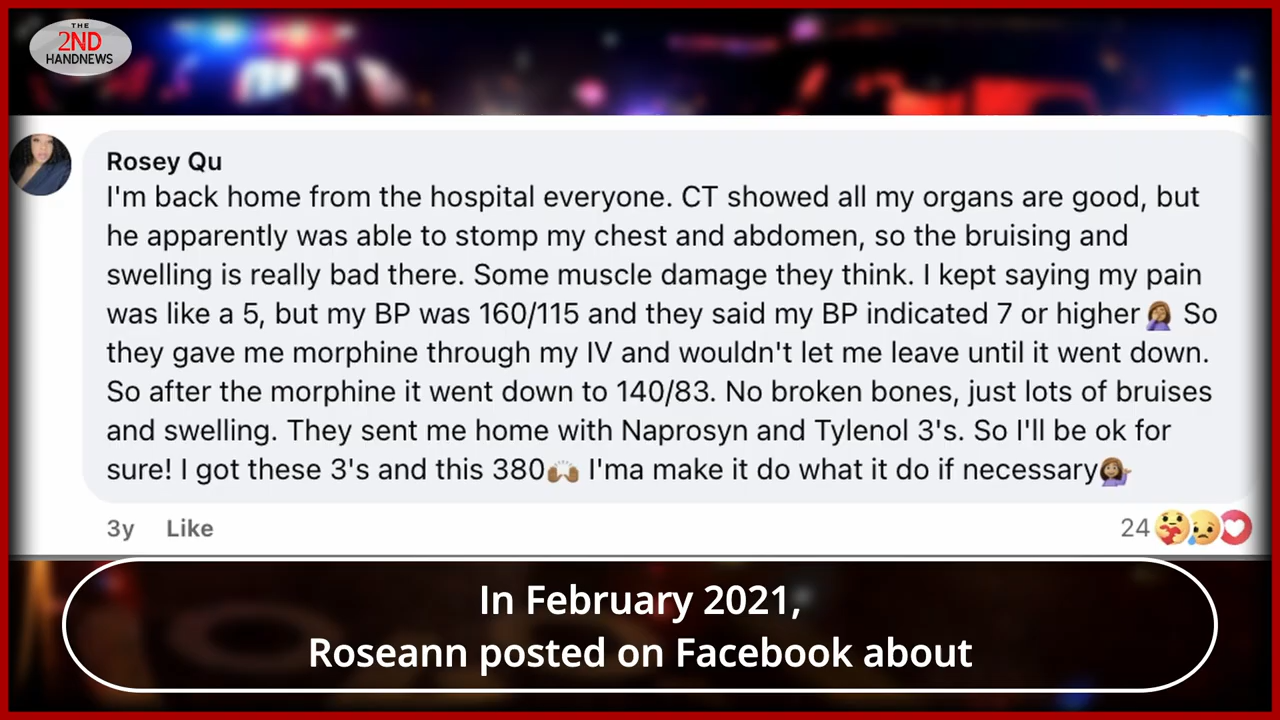 THE
2ND
HANDNEWS
Rosey Qu
I'm back home from the hospital everyone. CT showed all my organs are good, but
he apparently was able to stomp my chest and abdomen, so the bruising and
swelling is really bad there. Some muscle damage they think. I kept saying my pain
was like a 5, but my BP was 160/115 and they said my BP indicated 7 or higher🤦🏽‍♀️ So
they gave me morphine through my IV and wouldn't let me leave until it went down.
So after the morphine it went down to 140/83. No broken bones, just lots of bruises
and swelling. They sent me home with Naprosyn and Tylenol 3's. So I'll be ok for
sure! I got these 3's and this 380🙌🏽 I'ma make it do what it do if necessary💁🏽‍♀️
3y Like 24
In February 2021,
Roseann posted on Facebook about